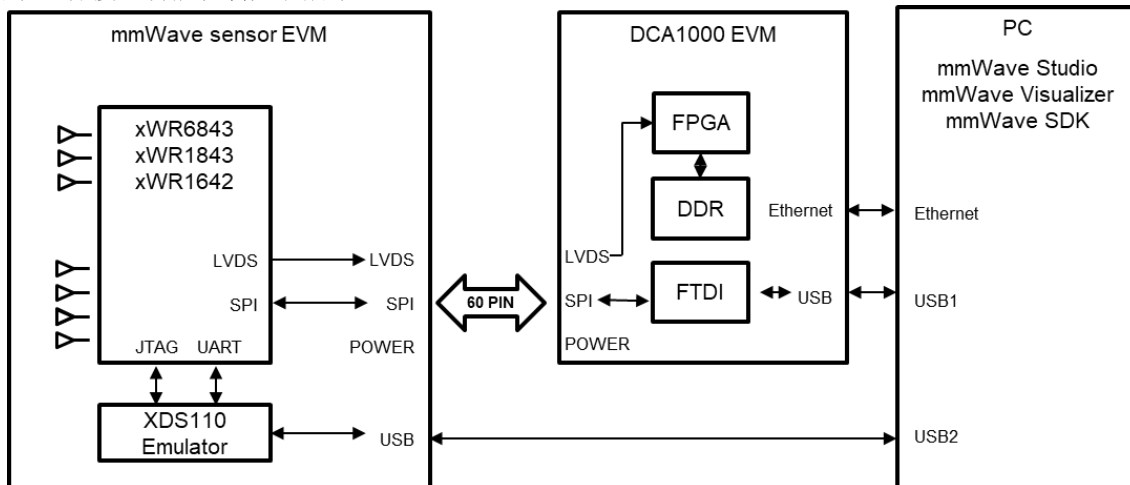 mmWave sensor EVM
xWR6843
xWR1843
xWR1642
LVDS
SPI
JTAG UART
XDS110
Emulator
LVDS
SPI
POWER
USB
60 PIN
DCA1000 EVM
FPGA
DDR
Ethernet
LVDS
SPI
FTDI
USB
POWER
PC
mmWave Studio
mmWave Visualizer
mmWave SDK
Ethernet
USB1
USB2